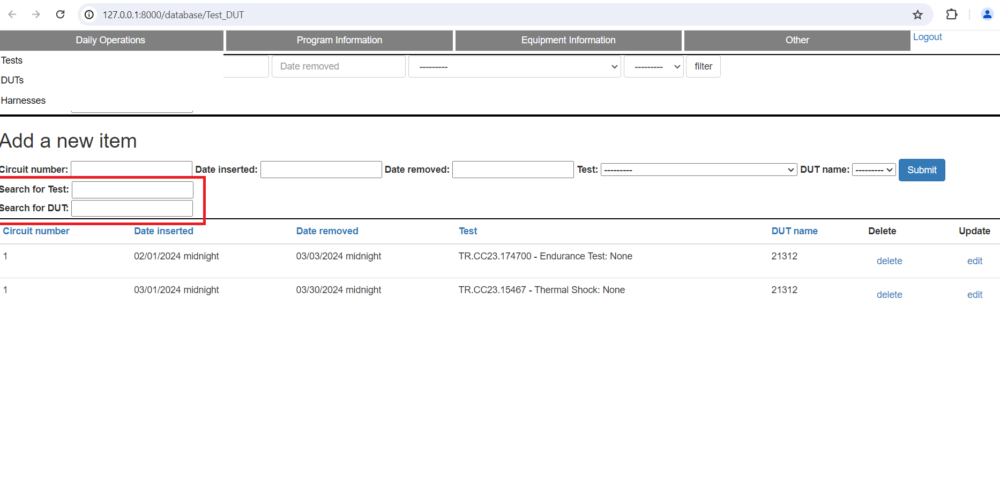 127.0.0.1:8000/database/Test_DUT
Daily Operations Program Information Equipment Information Other Logout
Tests
Date removed --------- --------- filter
DUTs
Harnesses
Add a new item
Circuit number: Date inserted: Date removed: Test: --------- DUT name: --------- Submit
Search for Test:
Search for DUT:
Circuit number Date inserted Date removed Test DUT name Delete Update
1 02/01/2024 midnight 03/03/2024 midnight TR.CC23.174700 - Endurance Test: None 21312 delete edit
1 03/01/2024 midnight 03/30/2024 midnight TR.CC23.15467 - Thermal Shock: None 21312 delete edit